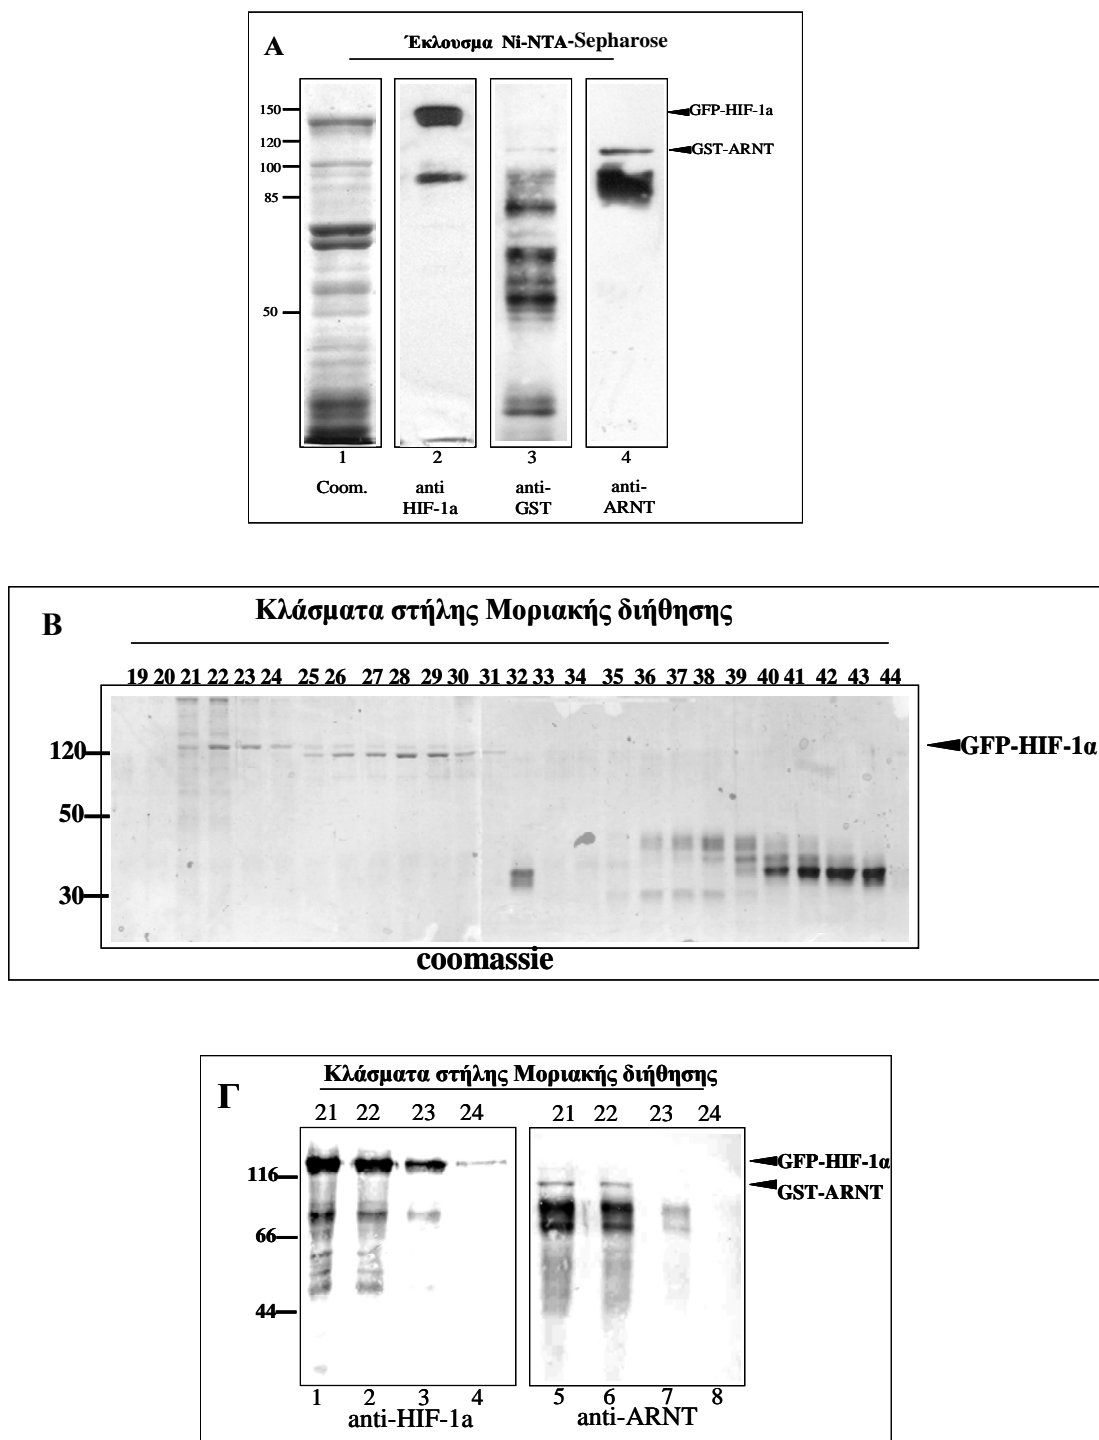 A
Έκλουσμα Ni-NTA-Sepharose
150
120
100
85
50
GFP-HIF-1a
GST-ARNT
1 2 3 4
Coom. anti HIF-1a anti-GST anti-ARNT
B
Κλάσματα στήλης Μοριακής διήθησης
19 20 21 22 23 24 25 26 27 28 29 30 31 32 33 34 35 36 37 38 39 40 41 42 43 44
120
50
30
GFP-HIF-1α
coomassie
Γ
Κλάσματα στήλης Μοριακής διήθησης
21 22 23 24 21 22 23 24
116
66
44
GFP-HIF-1α
GST-ARNT
1 2 3 4 5 6 7 8
anti-HIF-1a anti-ARNT